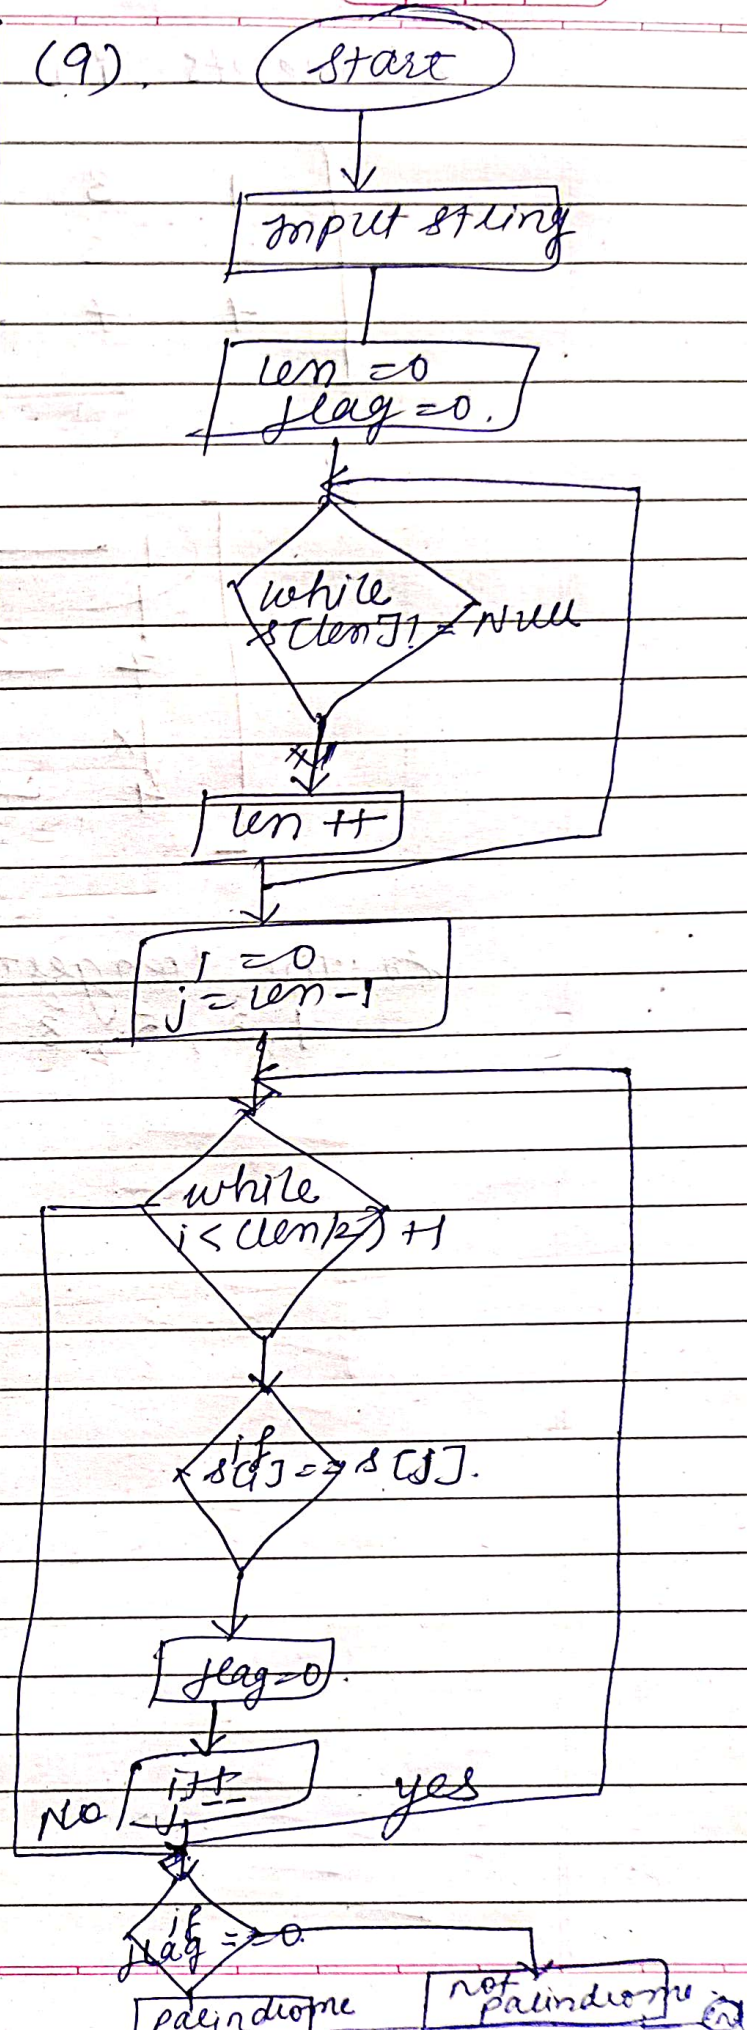 (9).
start
input string
len = 0
flag = 0.
while
s[len]! = NULL
len ++
i = 0
j = len - 1
while
i < (len/2) + 1
if
s[i] == s[j].
flag = 0.
i++
j--
No
yes
if
flag == 0.
palindrome
not
palindrome
End